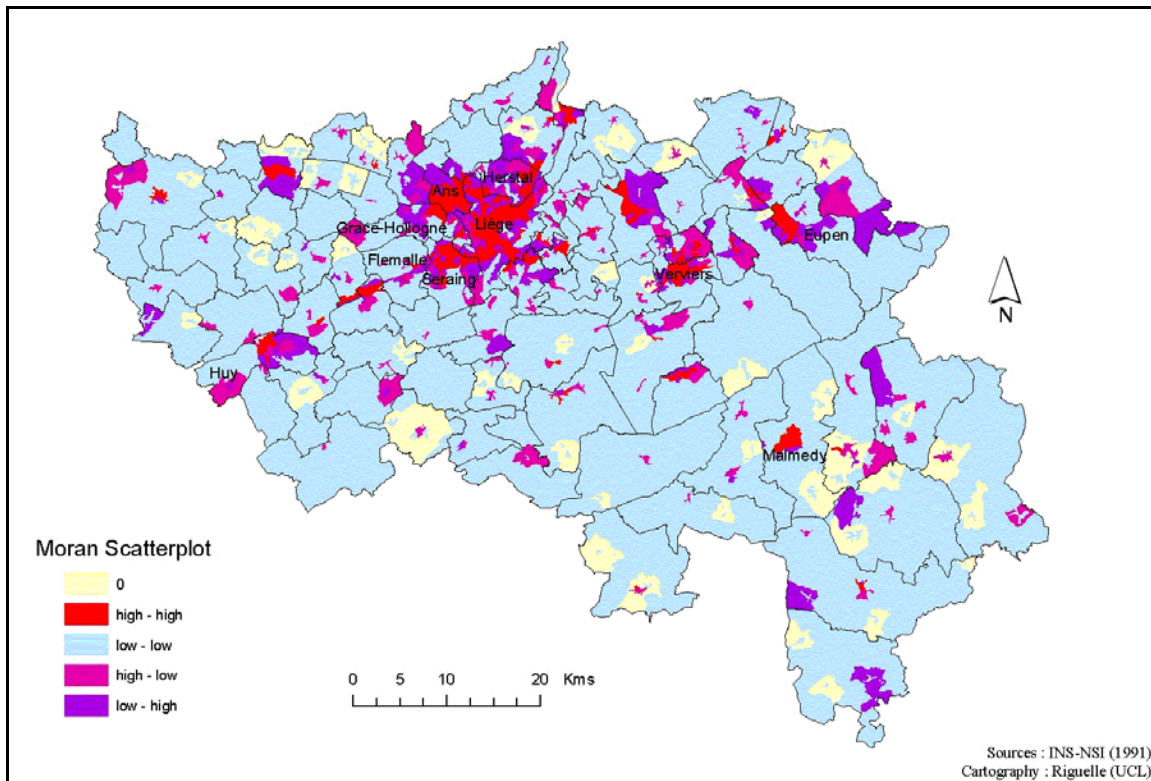 Ans
Herstal
Grace-Hollogne
Liège
Flemalle
Seraing
Verviers
Eupen
Huy
Malmedy
N
Moran Scatterplot
0
high - high
low - low
high - low
low - high
0 5 10 20 Kms
Sources : INS-NSI (1991)
Cartography : Riguelle (UCL)